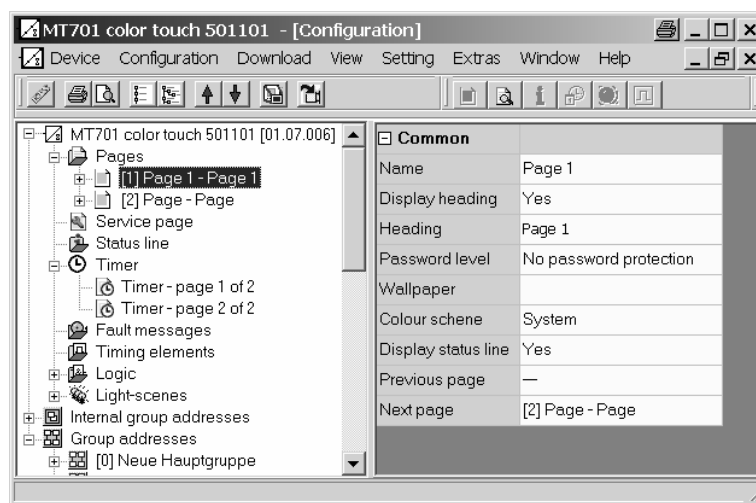 MT701 color touch 501101 - [Configuration]
Device Configuration Download View Setting Extras Window Help
MT701 color touch 501101 [01.07.006]
Pages
[1] Page 1 - Page 1
[2] Page - Page
Service page
Status line
Timer
Timer - page 1 of 2
Timer - page 2 of 2
Fault messages
Timing elements
Logic
Light-scenes
Internal group addresses
Group addresses
[0] Neue Hauptgruppe
Common
Name Page 1
Display heading Yes
Heading Page 1
Password level No password protection
Wallpaper
Colour schene System
Display status line Yes
Previous page —
Next page [2] Page - Page